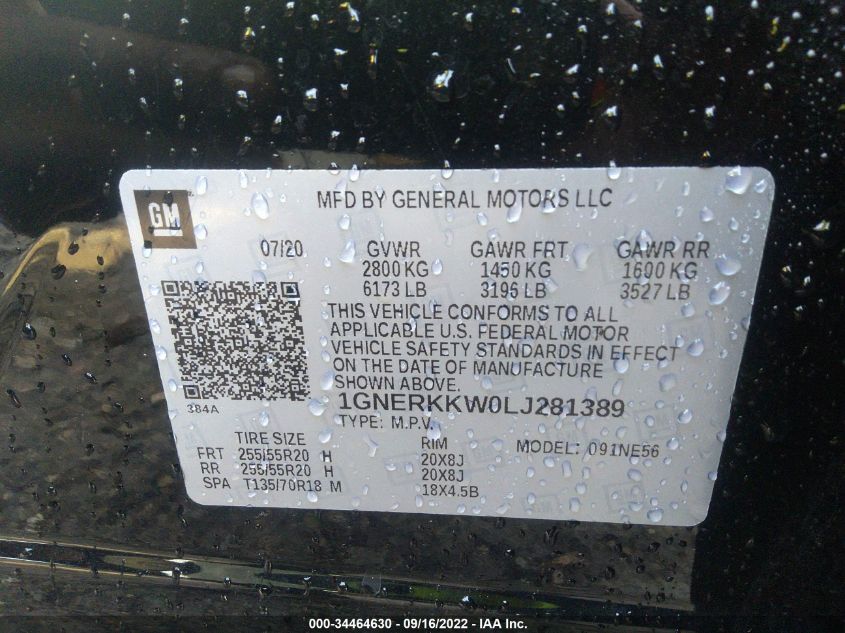 GM
MFD BY GENERAL MOTORS LLC
07/20 GVWR GAWR FRT GAWR RR
2800 KG 1450 KG 1600 KG
6173 LB 3196 LB 3527 LB
THIS VEHICLE CONFORMS TO ALL
APPLICABLE U.S. FEDERAL MOTOR
VEHICLE SAFETY STANDARDS IN EFFECT
ON THE DATE OF MANUFACTURE
SHOWN ABOVE.
384A
1GNERKKW0LJ281389
TYPE: M.P.V.
TIRE SIZE RIM MODEL: 091NE56
FRT 255/55R20 H 20X8J
RR 255/55R20 H 20X8J
SPA T135/70R18 M 18X4.5B
000-34464630 - 09/16/2022 - IAA Inc.